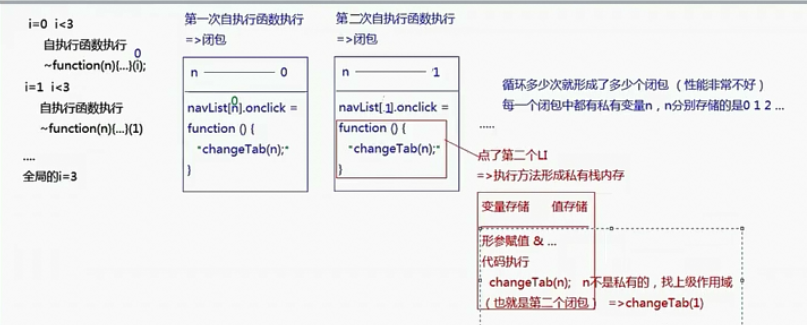 i=0 i<3
自执行函数执行
0
~function(n){...}(i);
i=1 i<3
自执行函数执行
~function(n){...}(1)
....
全局的i=3
第一次自执行函数执行
=>闭包
n 0
0
navList[n].onclick =
function () {
"changeTab(n);"
}
第二次自执行函数执行
=>闭包
n 1
navList[ 1].onclick =
function () {
"changeTab(n);"
}
循环多少次就形成了多少个闭包 （性能非常不好）
每一个闭包中都有私有变量n，n分别存储的是0 1 2 ...
.....
点了第二个LI
=>执行方法形成私有栈内存
变量存储 值存储
形参赋值 & ...
代码执行
changeTab(n); n不是私有的，找上级作用域
（也就是第二个闭包） =>changeTab(1)